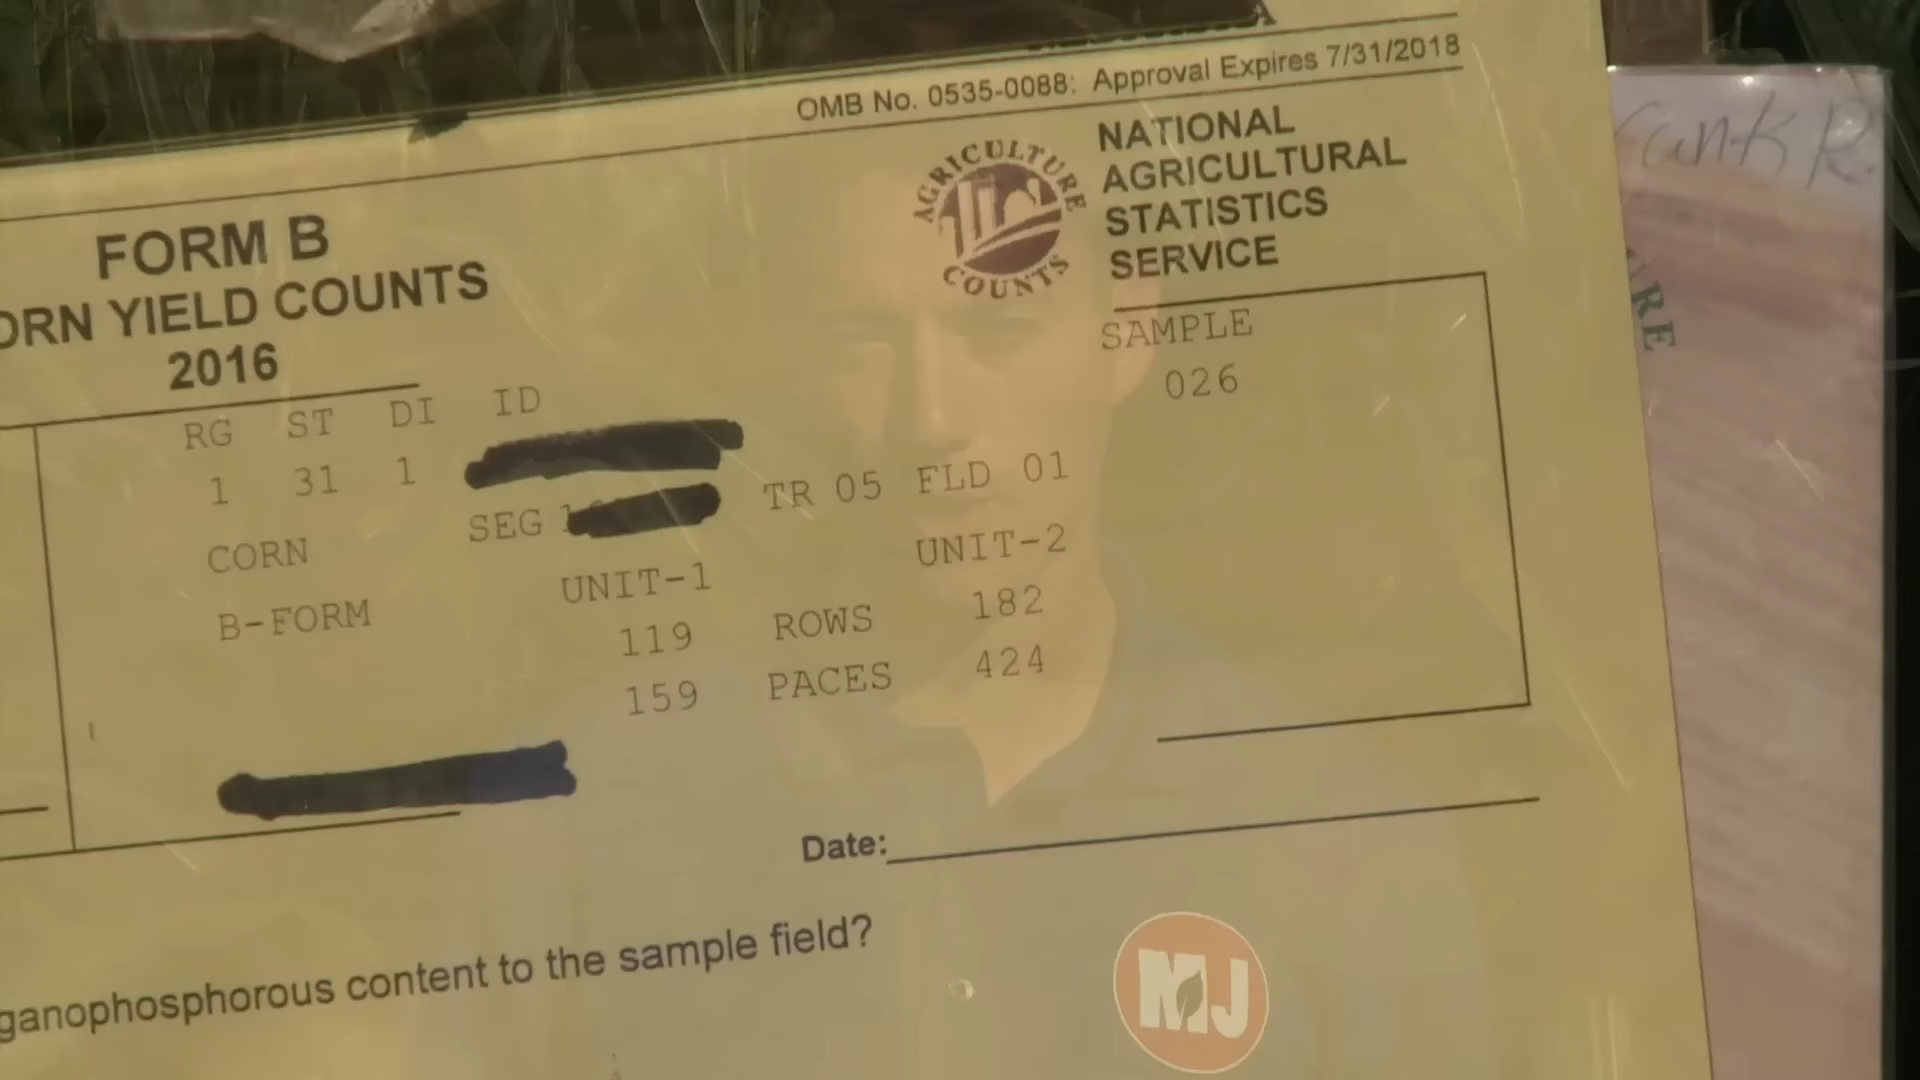 OMB No. 0535-0088: Approval Expires 7/31/2018
AGRICULTURE COUNTS
NATIONAL
AGRICULTURAL
STATISTICS
SERVICE
FORM B
ORN YIELD COUNTS
2016
RG ST DI ID
1 31 1
SAMPLE
026
CORN
SEG TR 05 FLD 01
B-FORM
UNIT-1 UNIT-2
119 ROWS 182
159 PACES 424
Date:
ganophosphorous content to the sample field?
MJ